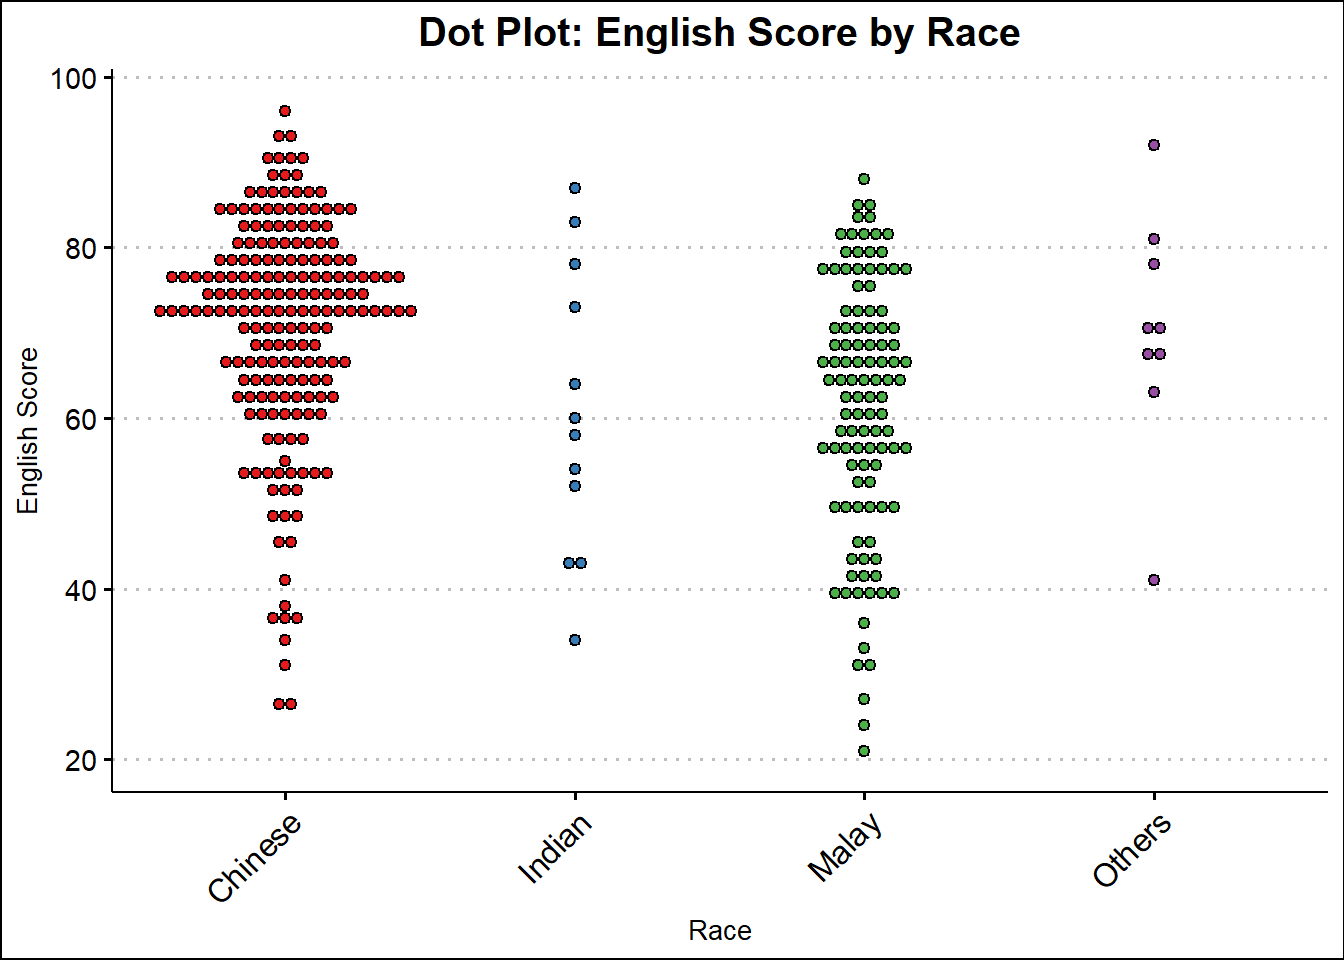 Dot Plot: English Score by Race
100
80
60
40
20
English Score
Chinese
Indian
Malay
Others
Race